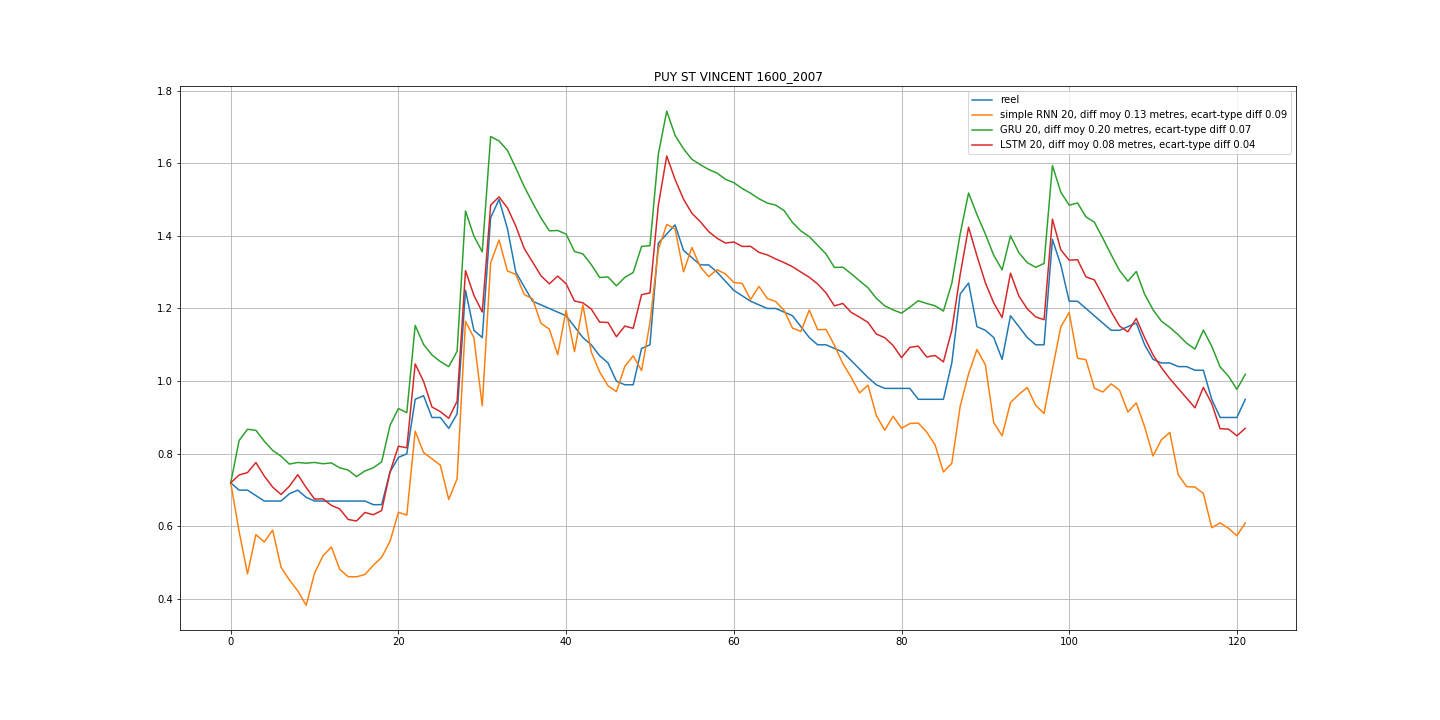 PUY ST VINCENT 1600_2007
1.8
1.6
1.4
1.2
1.0
0.8
0.6
0.4
reel
simple RNN 20, diff moy 0.13 metres, ecart-type diff 0.09
GRU 20, diff moy 0.20 metres, ecart-type diff 0.07
LSTM 20, diff moy 0.08 metres, ecart-type diff 0.04
0 20 40 60 80 100 120